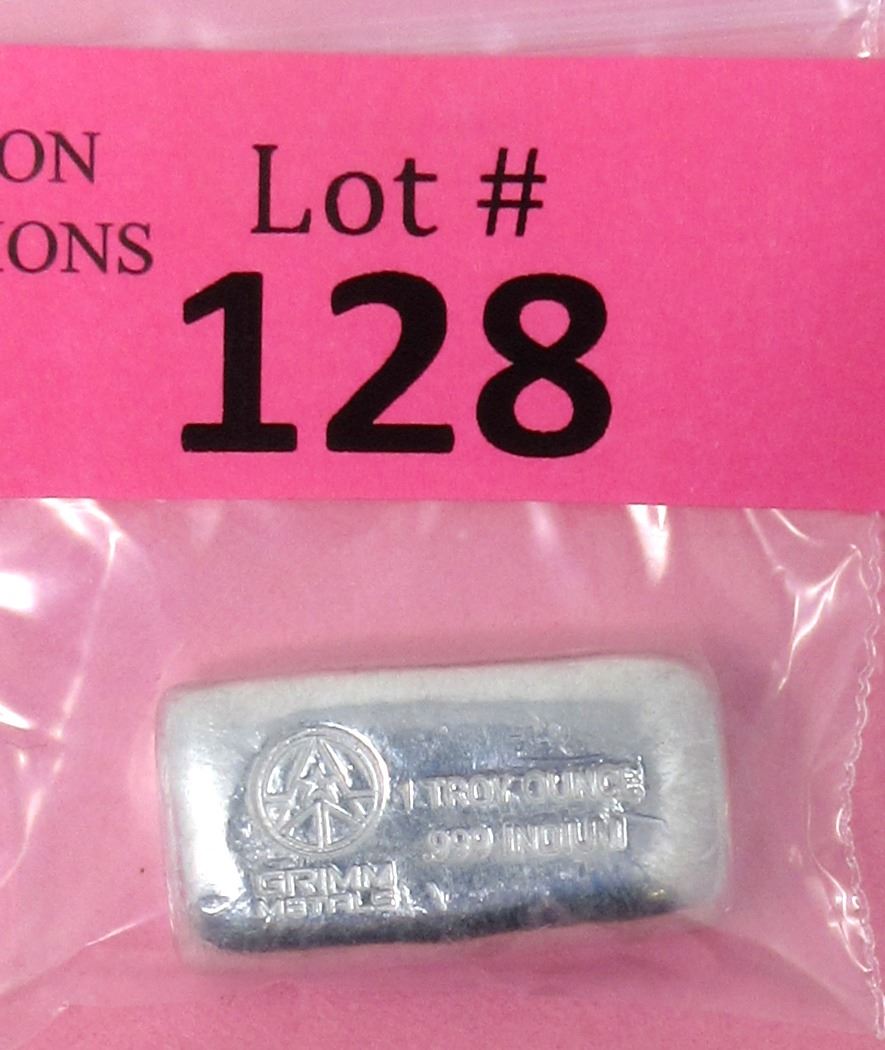 ON
IONS
Lot #
128
1 TROY OUNCE
.999 INDIUM
GRIMM
METALS